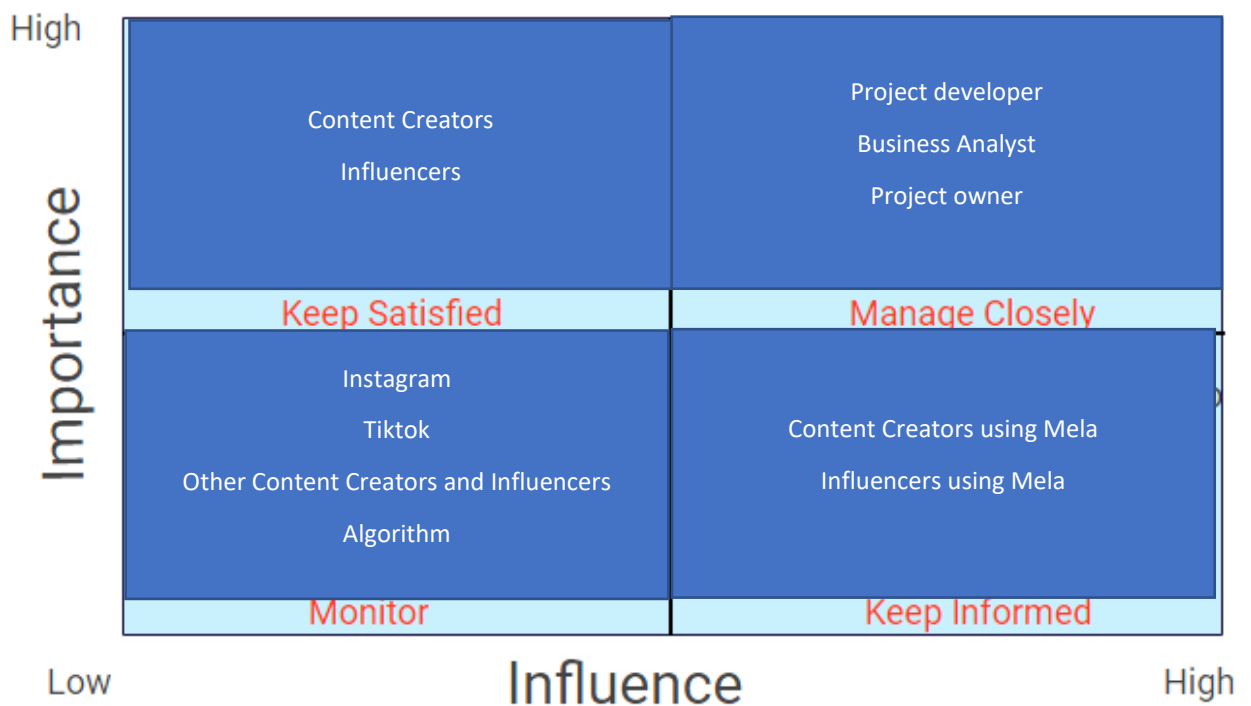 High
Content Creators
Influencers
Project developer
Business Analyst
Project owner
Importance
Keep Satisfied
Manage Closely
Instagram
Tiktok
Other Content Creators and Influencers
Algorithm
Content Creators using Mela
Influencers using Mela
Monitor
Keep Informed
Low
Influence
High